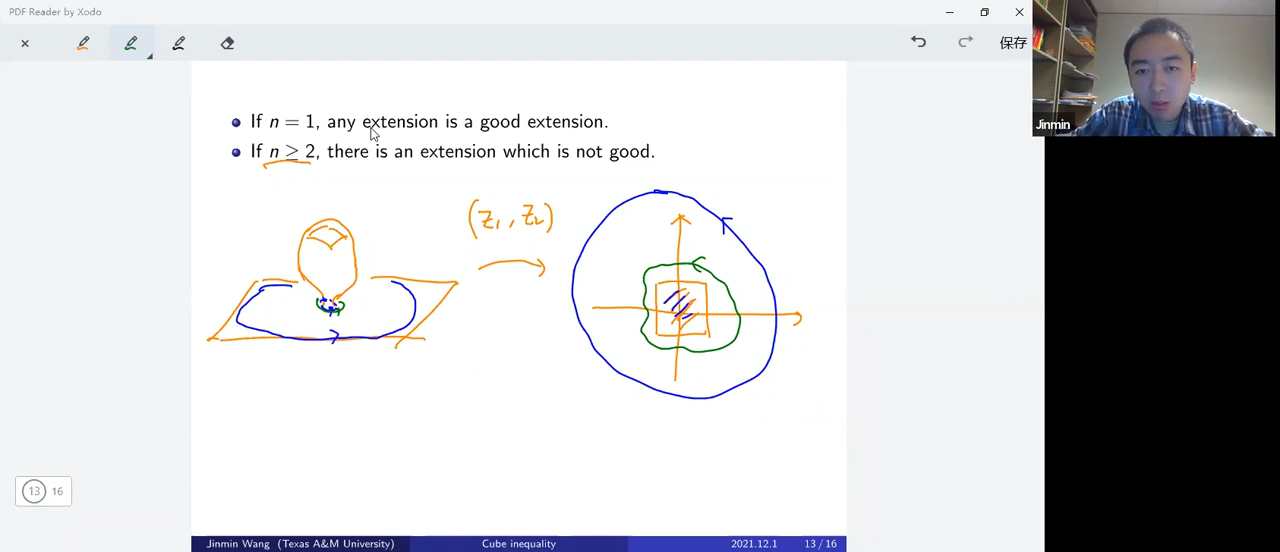 PDF Reader by Xodo
保存
Jinmin
• If n = 1, any extension is a good extension.
• If n ≥ 2, there is an extension which is not good.
(z₁, z₂)
13 16
Jinmin Wang (Texas A&M University) Cube inequality 2021.12.1 13 / 16